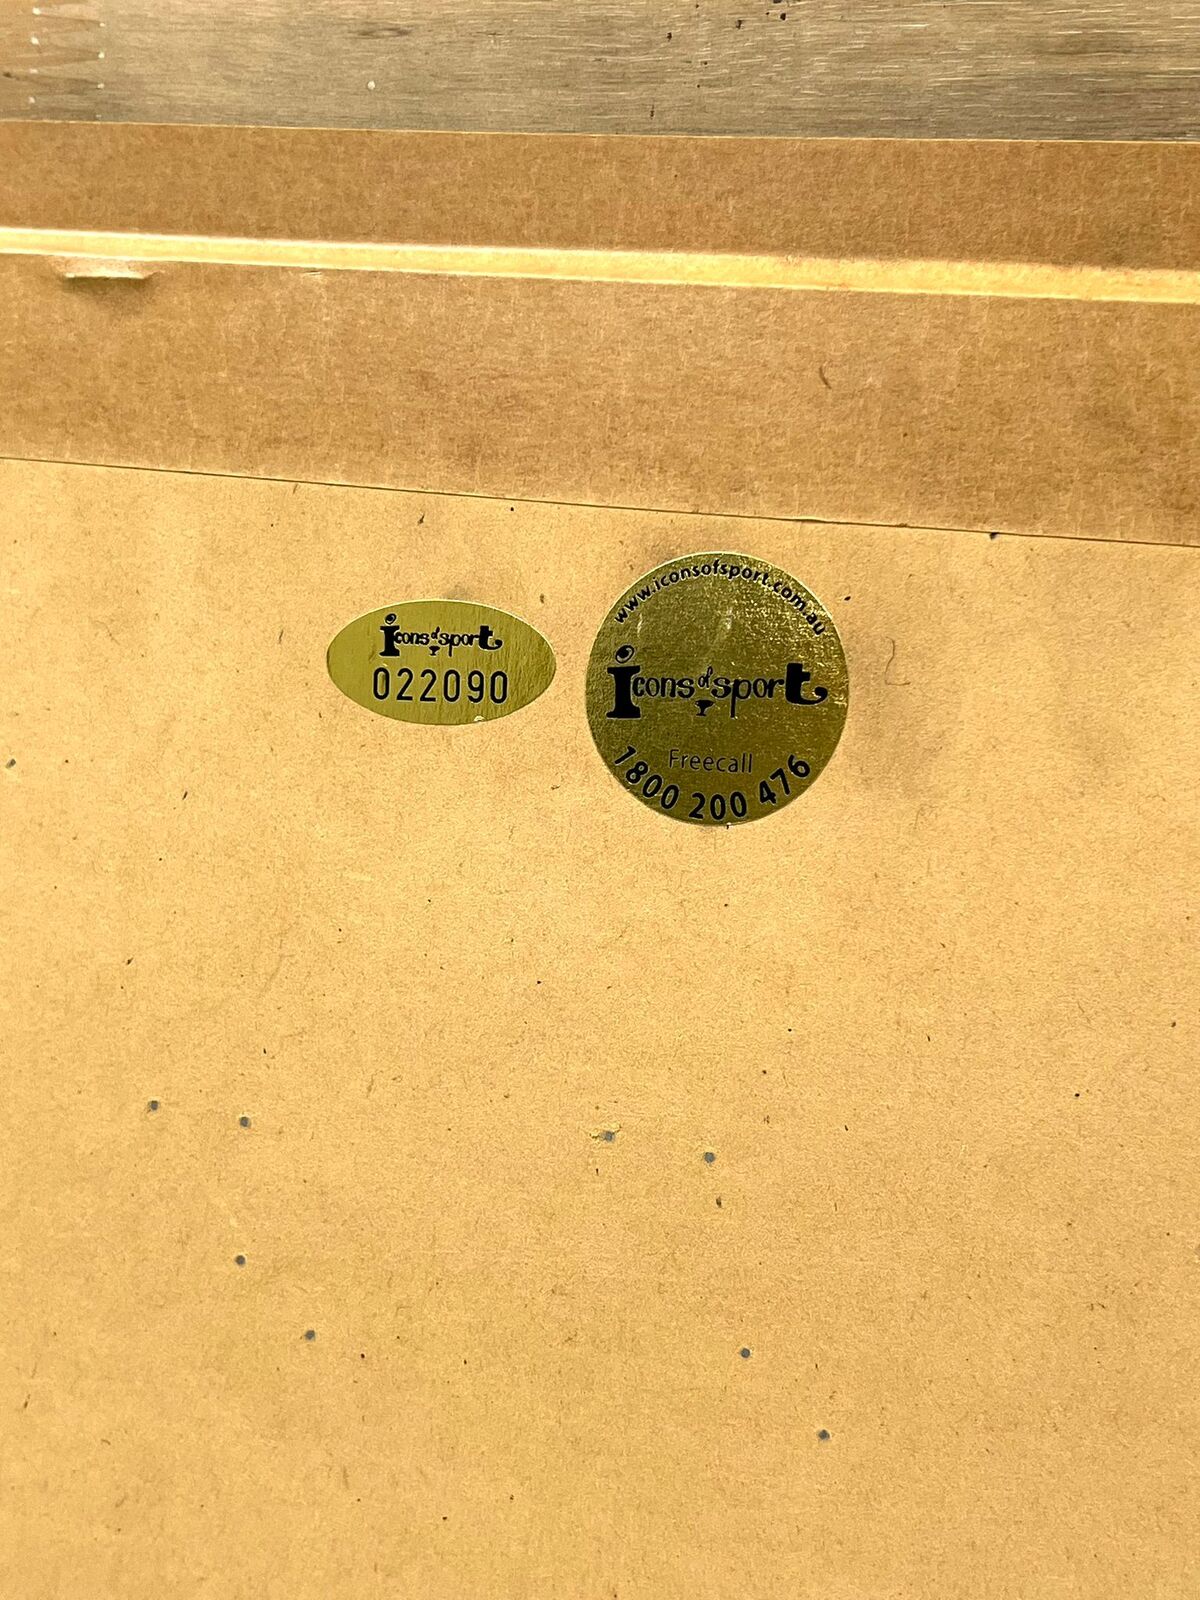 icons of sport
022090
www.iconsofsport.com.au
icons of sport
Freecall
1800 200 476